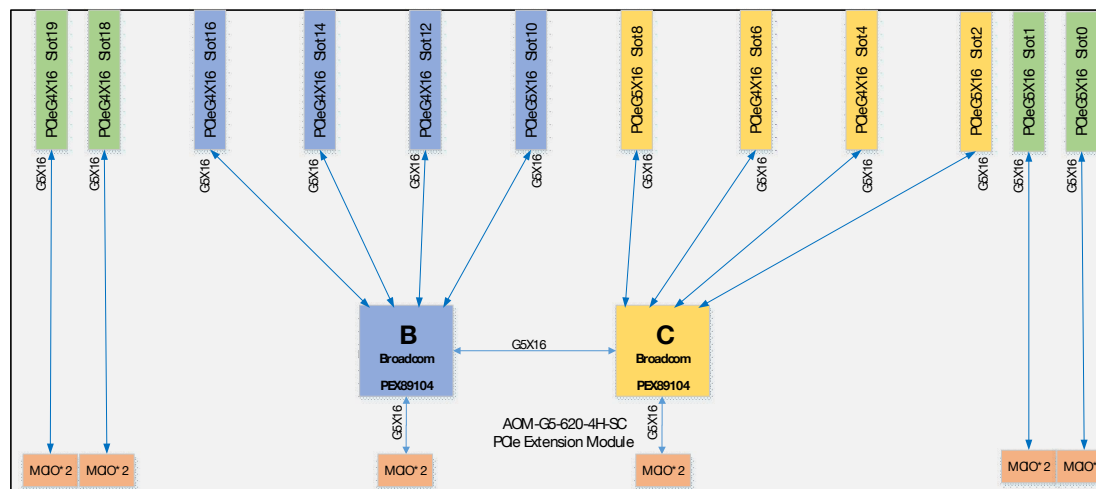 PCIeG4X16 Slot19
PCIeG4X16 Slot18
PCIeG4X16 Slot16
PCIeG4X16 Slot14
PCIeG4X16 Slot12
PCIeG5X16 Slot10
PCIeG5X16 Slot8
PCIeG4X16 Slot6
PCIeG4X16 Slot4
PCIeG5X16 Slot2
PCIeG5X16 Slot1
PCIeG5X16 Slot0
G5X16
G5X16
G5X16
G5X16
G5X16
G5X16
G5X16
G5X16
G5X16
G5X16
G5X16
G5X16
B
Broadcom
PEX89104
G5X16
C
Broadcom
PEX89104
G5X16
AOM-G5-620-4H-SC
PCIe Extension Module
G5X16
MCIO*2
MCIO*2
MCIO*2
MCIO*2
MCIO*2
MCIO*